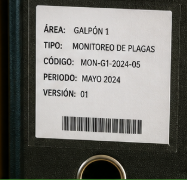 ÁREA: GALPÓN 1
TIPO: MONITOREO DE PLAGAS
CÓDIGO: MON-G1-2024-05
PERIODO: MAYO 2024
VERSIÓN: 01